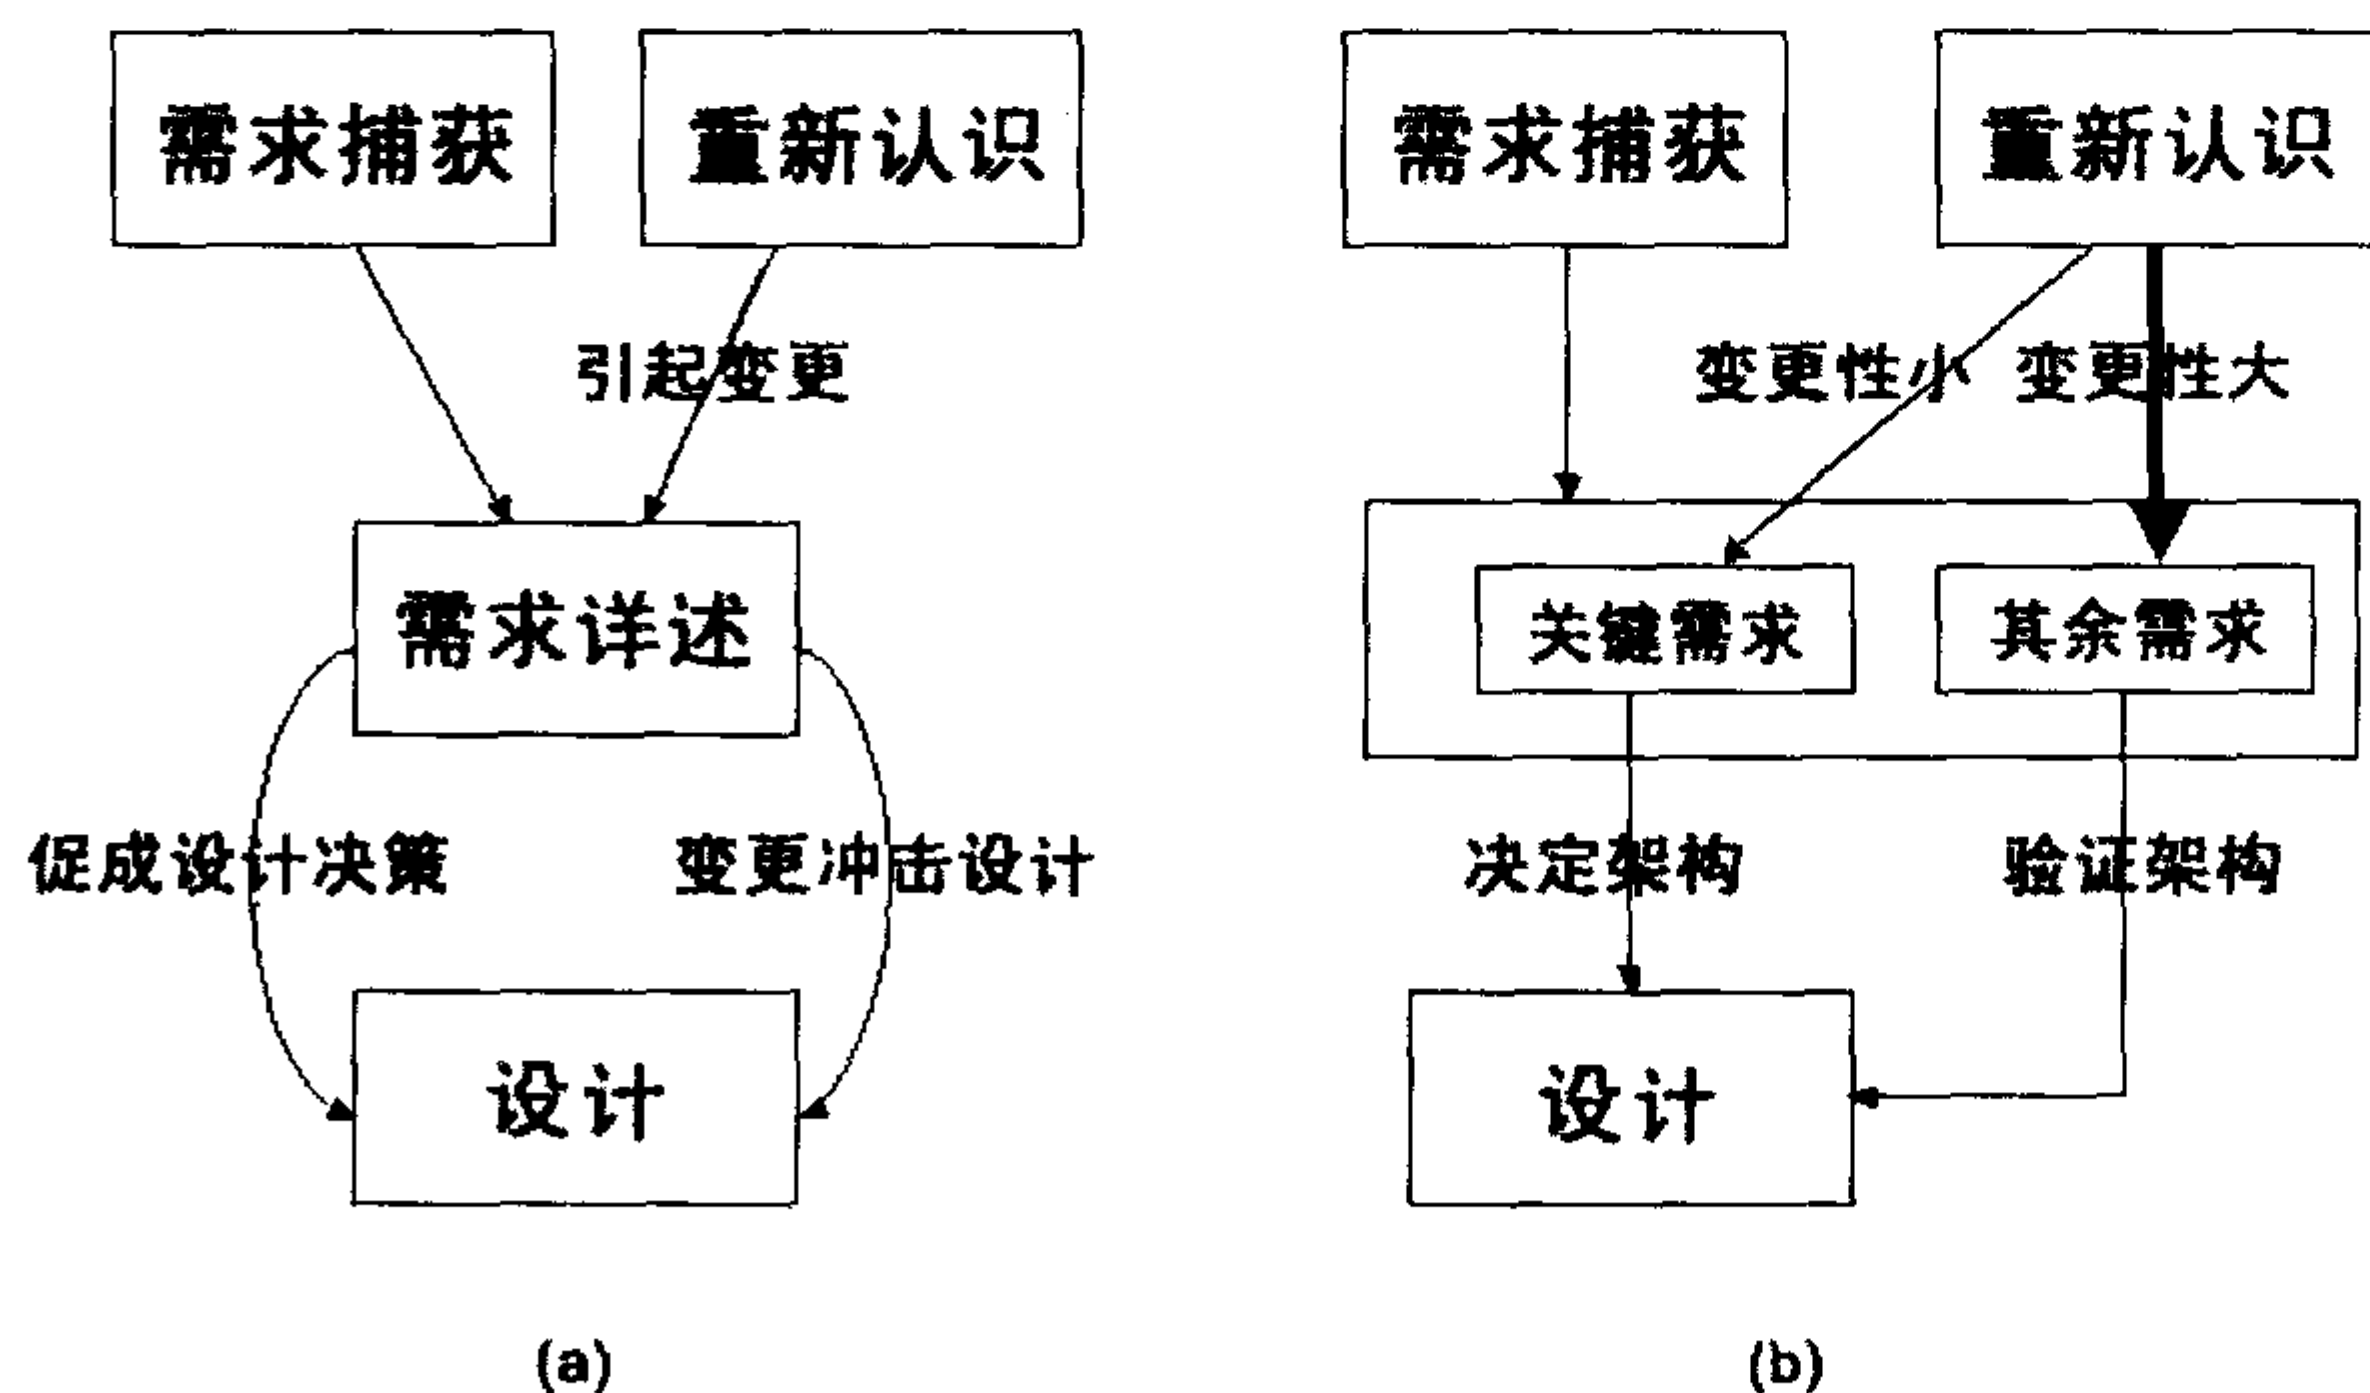 需求捕获
重新认识
引起变更
需求详述
促成设计决策
变更冲击设计
设计
(a)
需求捕获
重新认识
变更性小
变更性大
关键需求
其余需求
决定架构
验证架构
设计
(b)